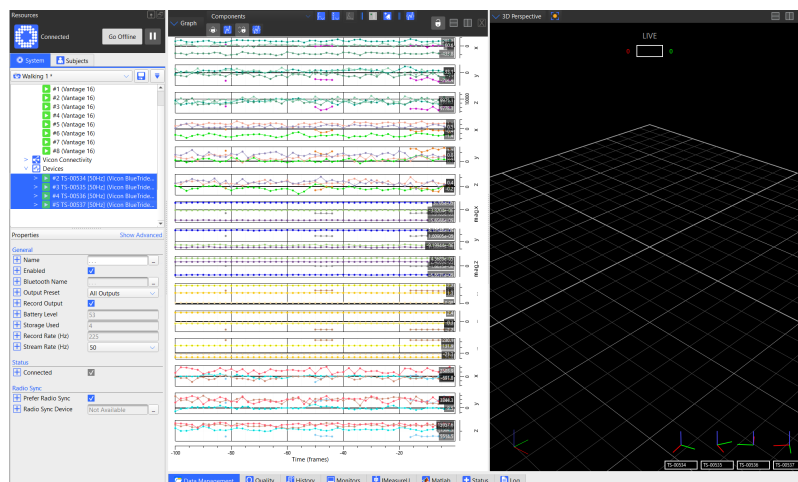 Resources
Connected
Go Offline
System
Subjects
Walking 1 *
#1 (Vantage 16)
#2 (Vantage 16)
#3 (Vantage 16)
#4 (Vantage 16)
#5 (Vantage 16)
#6 (Vantage 16)
#7 (Vantage 16)
#8 (Vantage 16)
Vicon Connectivity
Devices
#2 TS-00534 [50Hz] (Vicon BlueTride...
#3 TS-00535 [50Hz] (Vicon BlueTride...
#4 TS-00536 [50Hz] (Vicon BlueTride...
#5 TS-00537 [50Hz] (Vicon BlueTride...
Properties
Show Advanced
General
Name
Enabled
Bluetooth Name
Output Preset
All Outputs
Record Output
Battery Level
53
Storage Used
4
Record Rate (Hz)
225
Stream Rate (Hz)
50
Status
Connected
Radio Sync
Prefer Radio Sync
Radio Sync Device
Not Available
Graph
Components
x
y
z
x
y
z
magx
y
magz
x
y
z
-100
-80
-60
-40
-20
0
Time (frames)
3D Perspective
LIVE
0
0
TS-00534
TS-00535
TS-00536
TS-00537
Data Management
Quality
History
Monitors
IMeasureU
Matlab
Status
Log